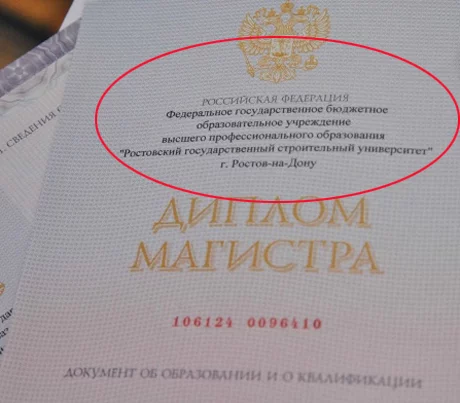 РОССИЙСКАЯ ФЕДЕРАЦИЯ
Федеральное государственное бюджетное
образовательное учреждение
высшего профессионального образования
"Ростовский государственный строительный университет"
г. Ростов-на-Дону
ДИПЛОМ
МАГИСТРА
106124 0096410
ДОКУМЕНТ ОБ ОБРАЗОВАНИИ И О КВАЛИФИКАЦИИ
СВЕДЕНИЯ